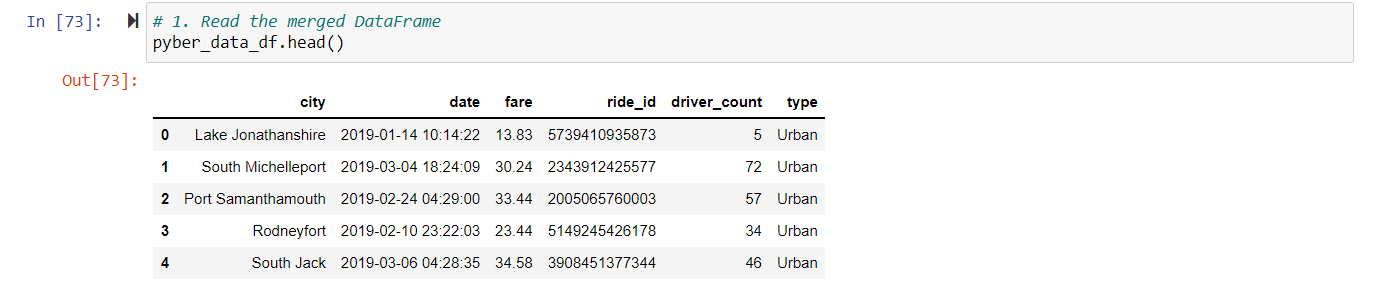 In [73]: # 1. Read the merged DataFrame
pyber_data_df.head()
Out[73]:
city date fare ride_id driver_count type
0 Lake Jonathanshire 2019-01-14 10:14:22 13.83 5739410935873 5 Urban
1 South Michelleport 2019-03-04 18:24:09 30.24 2343912425577 72 Urban
2 Port Samanthamouth 2019-02-24 04:29:00 33.44 2005065760003 57 Urban
3 Rodneyfort 2019-02-10 23:22:03 23.44 5149245426178 34 Urban
4 South Jack 2019-03-06 04:28:35 34.58 3908451377344 46 Urban